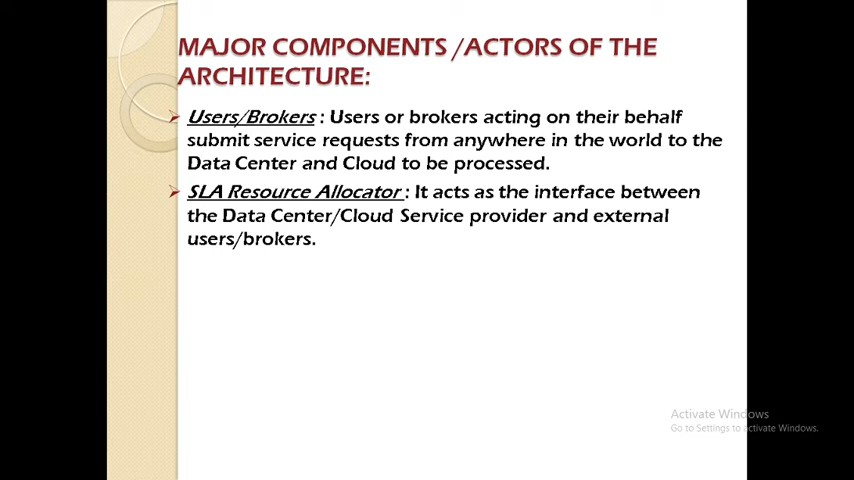 MAJOR COMPONENTS /ACTORS OF THE
ARCHITECTURE:
Users/Brokers : Users or brokers acting on their behalf
submit service requests from anywhere in the world to the
Data Center and Cloud to be processed.
SLA Resource Allocator : It acts as the interface between
the Data Center/Cloud Service provider and external
users/brokers.
Activate Windows
Go to Settings to activate Windows.